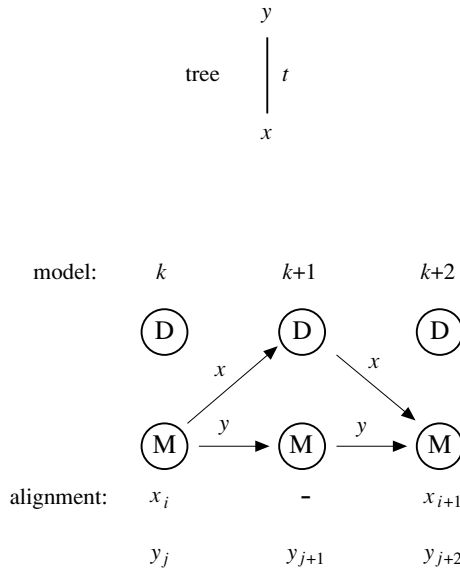 y
tree t
x
model: k k+1 k+2
D D D
x x
y y
M M M
alignment: x_i - x_{i+1}
y_j y_{j+1} y_{j+2}